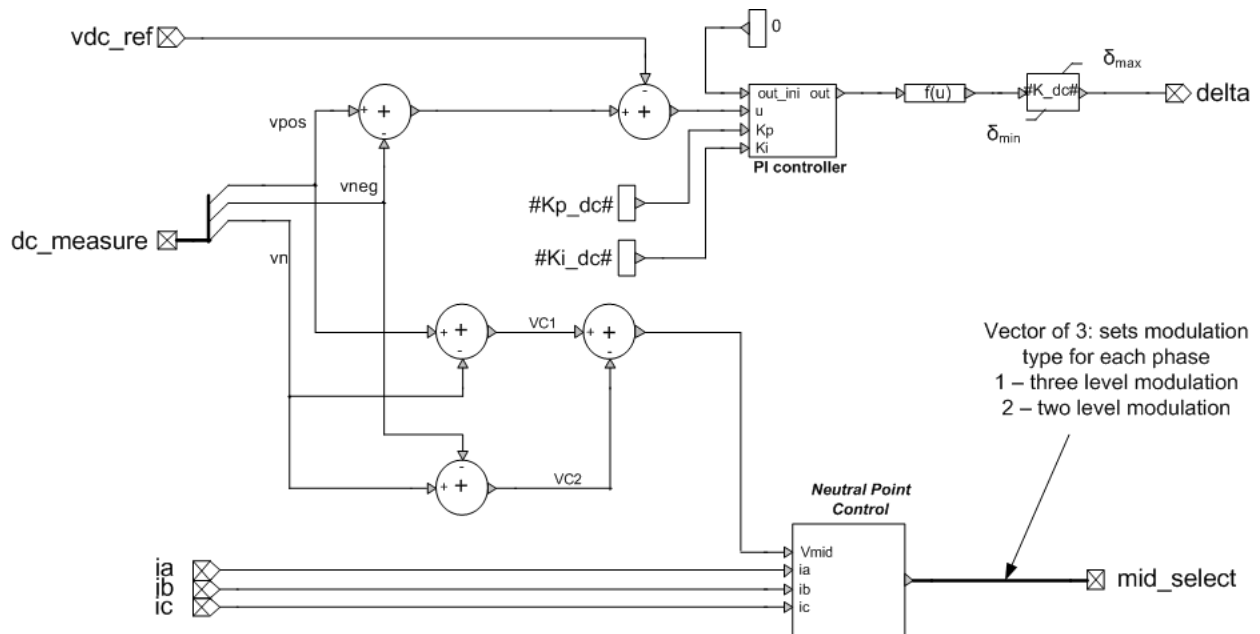 vdc_ref
0
δmax
out_ini out
f(u)
#K_dc#
delta
+
+
-
-
+
+
u
Kp
Ki
vpos
δmin
PI controller
vneg
#Kp_dc#
dc_measure
#Ki_dc#
vn
Vector of 3: sets modulation
type for each phase
1 – three level modulation
2 – two level modulation
+
+
-
VC1
+
+
-
-
+
+
VC2
Neutral Point
Control
Vmid
ia
ia
ib
ib
ic
ic
mid_select